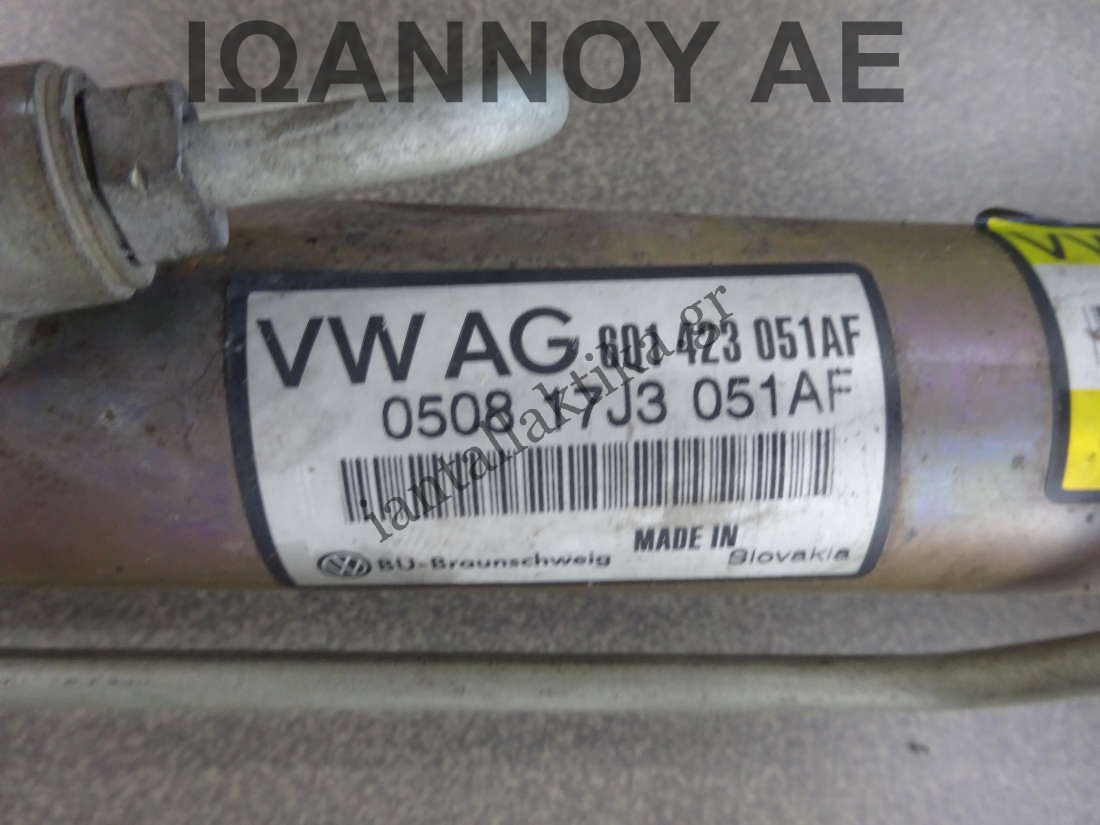 ΙΩΑΝΝΟΥ ΑΕ
VW AG 6Q1 423 051AF
0508 17J3 051AF
iantallaktika.gr
MADE IN
BU-Braunschweig Slovakia